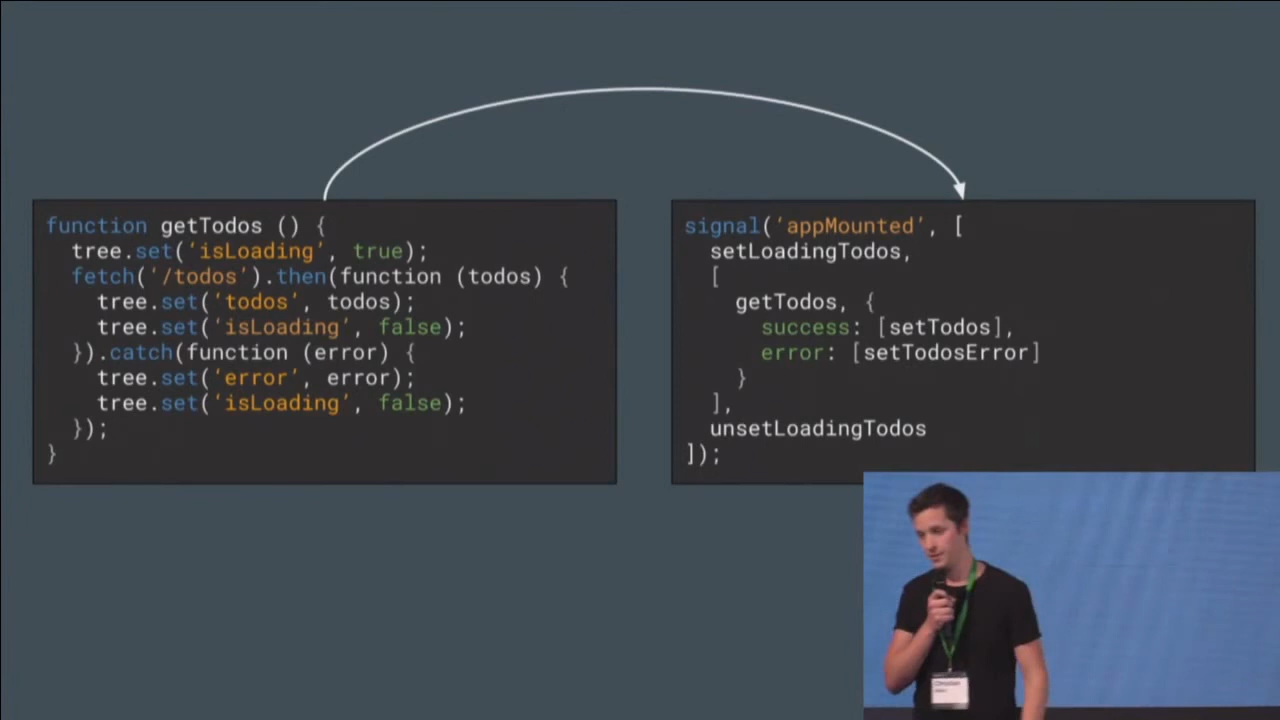 function getTodos () {
tree.set(‘isLoading’, true);
fetch(‘/todos’).then(function (todos) {
tree.set(‘todos’, todos);
tree.set(‘isLoading’, false);
}).catch(function (error) {
tree.set(‘error’, error);
tree.set(‘isLoading’, false);
});
}
signal(‘appMounted’, [
setLoadingTodos,
[
getTodos, {
success: [setTodos],
error: [setTodosError]
}
],
unsetLoadingTodos
]);
Christian